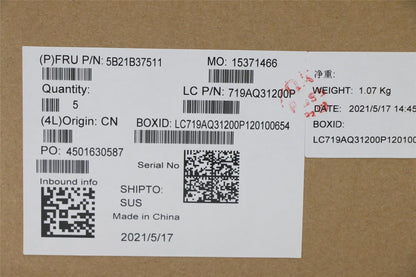 (P)FRU P/N: 5B21B37511
MO: 15371466
Quantity:
5
LC P/N: 719AQ31200P
(4L)Origin: CN
BOXID: LC719AQ31200P120100654
PO: 4501630587
Serial No
Inbound info
SHIPTO:
SUS
Made in China
2021/5/17
净重:
WEIGHT: 1.07 Kg
DATE: 2021/5/17 14:45
BOXID:
LC719AQ31200P120100